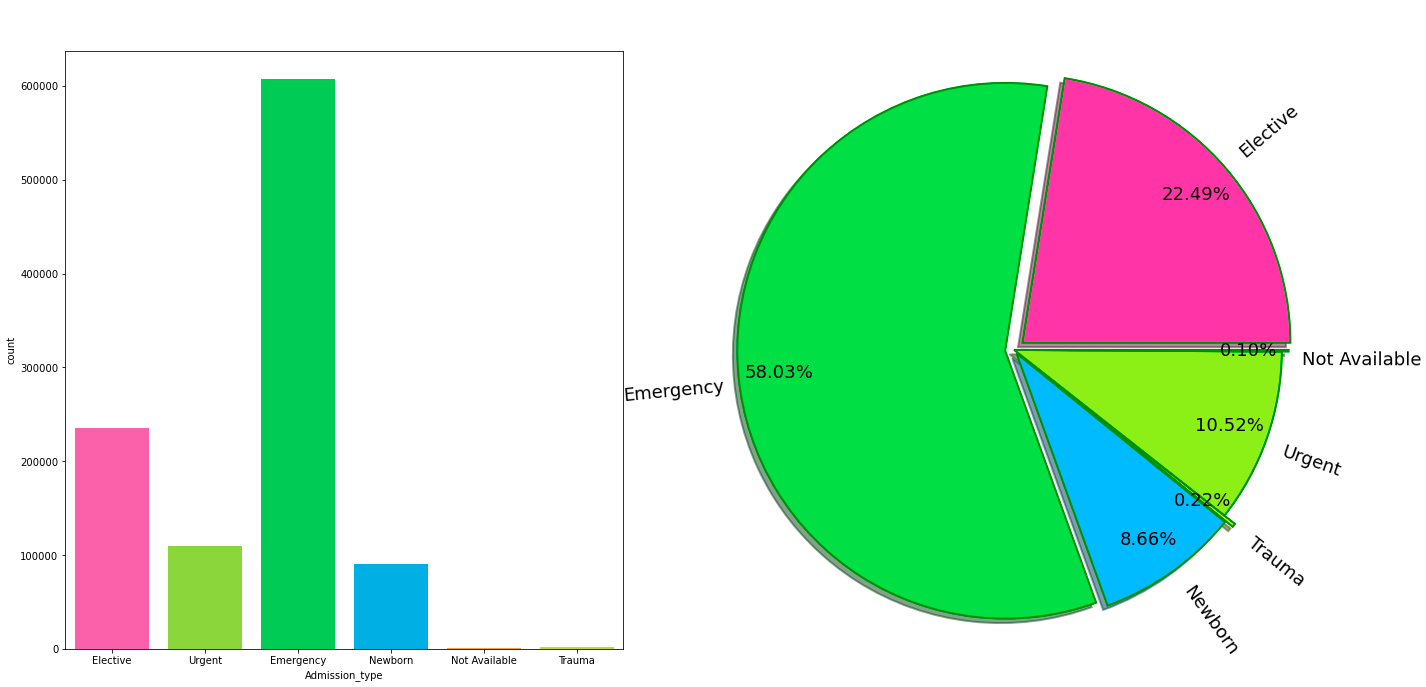 600000
500000
400000
300000
200000
100000
0
count
Elective
Urgent
Emergency
Newborn
Not Available
Trauma
Admission_type
Elective
22.49%
Emergency
58.03%
Newborn
8.66%
Trauma
0.22%
Urgent
10.52%
Not Available
0.10%